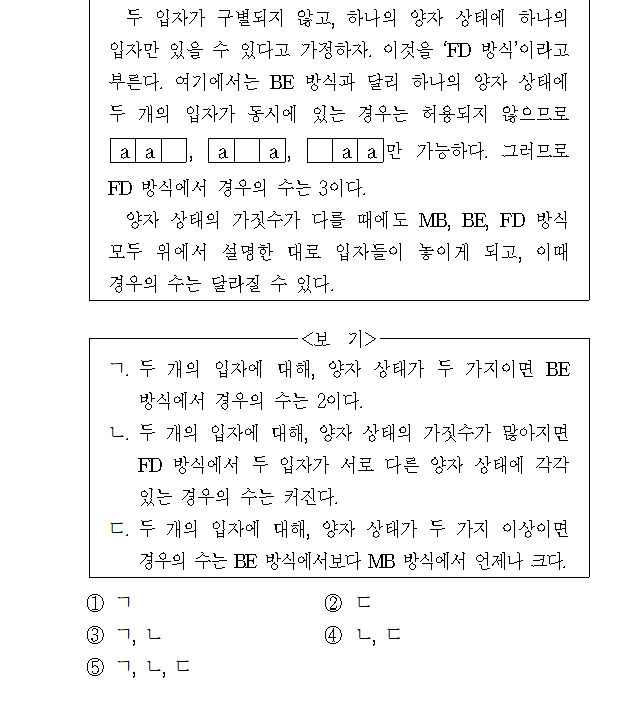 두 입자가 구별되지 않고, 하나의 양자 상태에 하나의
입자만 있을 수 있다고 가정하자. 이것을 ‘FD 방식’이라고
부른다. 여기에서는 BE 방식과 달리 하나의 양자 상태에
두 개의 입자가 동시에 있는 경우는 허용되지 않으므로
a a , a a, a a만 가능하다. 그러므로
FD 방식에서 경우의 수는 3이다.
양자 상태의 가짓수가 다를 때에도 MB, BE, FD 방식
모두 위에서 설명한 대로 입자들이 놓이게 되고, 이때
경우의 수는 달라질 수 있다.
<보 기>
ㄱ. 두 개의 입자에 대해, 양자 상태가 두 가지이면 BE
방식에서 경우의 수는 2이다.
ㄴ. 두 개의 입자에 대해, 양자 상태의 가짓수가 많아지면
FD 방식에서 두 입자가 서로 다른 양자 상태에 각각
있는 경우의 수는 커진다.
ㄷ. 두 개의 입자에 대해, 양자 상태가 두 가지 이상이면
경우의 수는 BE 방식에서보다 MB 방식에서 언제나 크다.
① ㄱ ② ㄷ
③ ㄱ, ㄴ ④ ㄴ, ㄷ
⑤ ㄱ, ㄴ, ㄷ